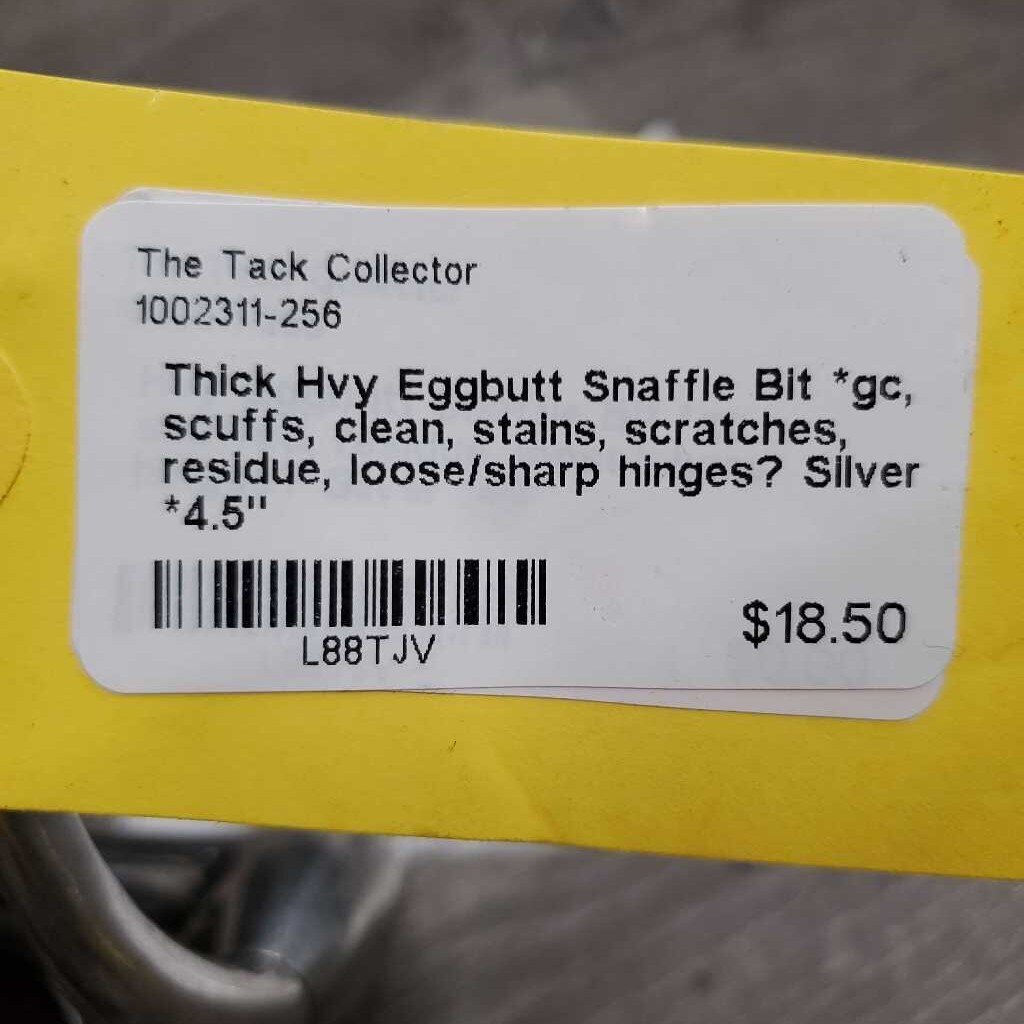 The Tack Collector
1002311-256
Thick Hvy Eggbutt Snaffle Bit *gc,
scuffs, clean, stains, scratches,
residue, loose/sharp hinges? Silver
*4.5"
L88TJV
$18.50